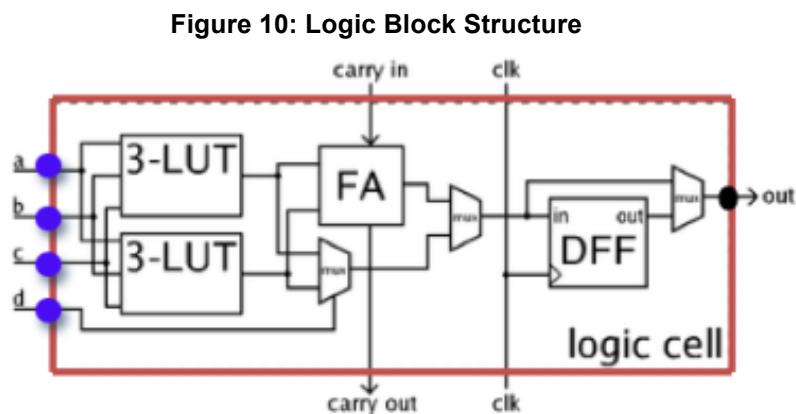 Figure 10: Logic Block Structure
carry in
clk
a
b
c
d
3-LUT
3-LUT
FA
mux
mux
in
out
DFF
mux
out
logic cell
carry out
clk